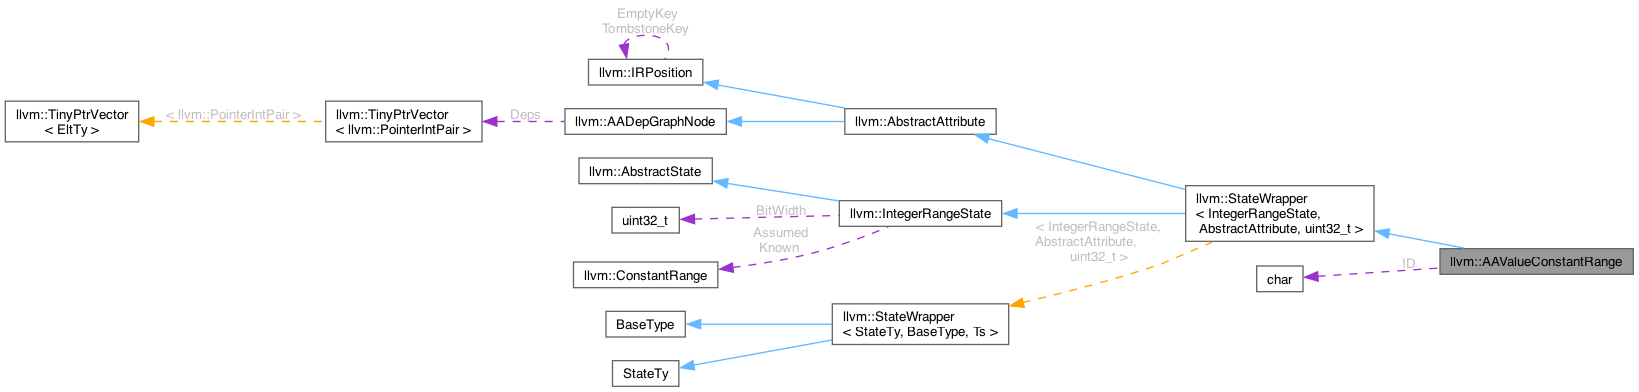 EmptyKey
TombstoneKey
llvm::IRPosition
llvm::TinyPtrVector
< EltTy >
< llvm::PointerIntPair >
llvm::TinyPtrVector
< llvm::PointerIntPair >
Deps
llvm::AADepGraphNode
llvm::AbstractAttribute
llvm::AbstractState
BitWidth
uint32_t
llvm::IntegerRangeState
Assumed
Known
llvm::ConstantRange
< IntegerRangeState,
AbstractAttribute,
uint32_t >
llvm::StateWrapper
< IntegerRangeState,
AbstractAttribute, uint32_t >
ID
llvm::AAValueConstantRange
char
BaseType
llvm::StateWrapper
< StateTy, BaseType, Ts >
StateTy